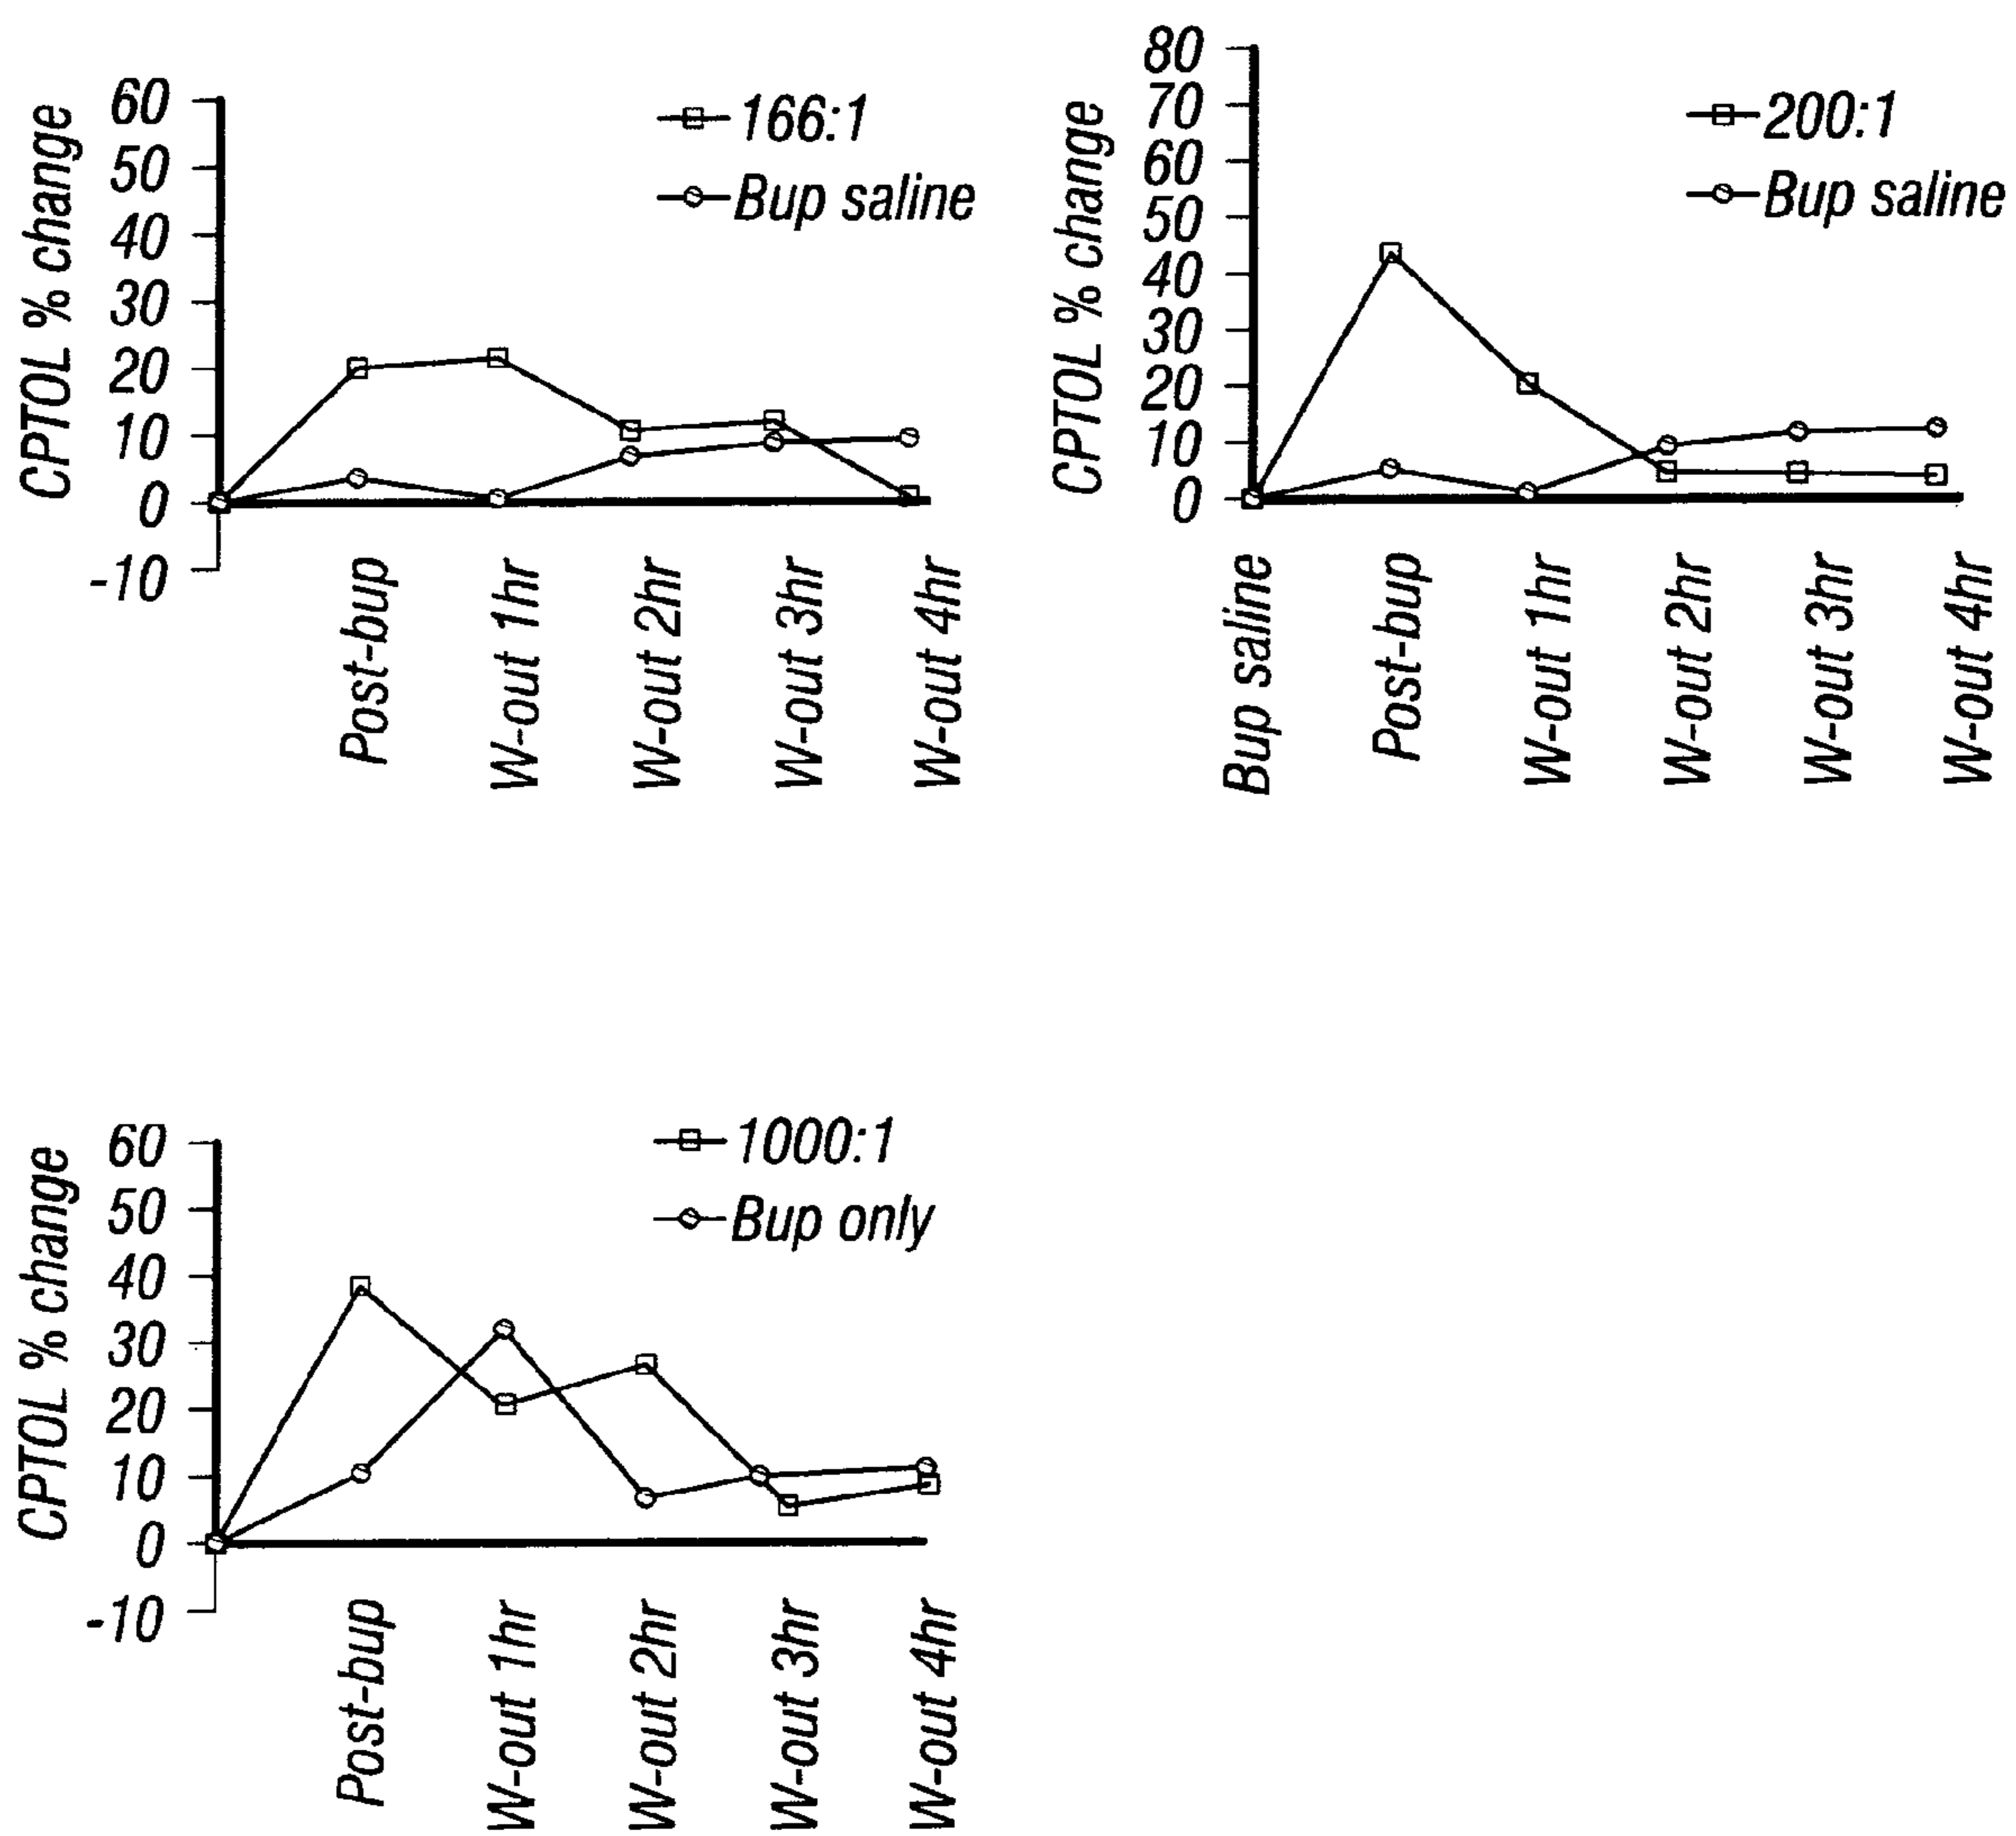 CPTOL % change
60
50
40
30
20
10
0
-10
166:1
Bup saline
Post-bup
W-out 1hr
W-out 2hr
W-out 3hr
W-out 4hr
CPTOL % change
80
70
60
50
40
30
20
10
0
200:1
Bup saline
Bup saline
Post-bup
W-out 1hr
W-out 2hr
W-out 3hr
W-out 4hr
CPTOL % change
60
50
40
30
20
10
0
-10
1000:1
Bup only
Post-bup
W-out 1hr
W-out 2hr
W-out 3hr
W-out 4hr